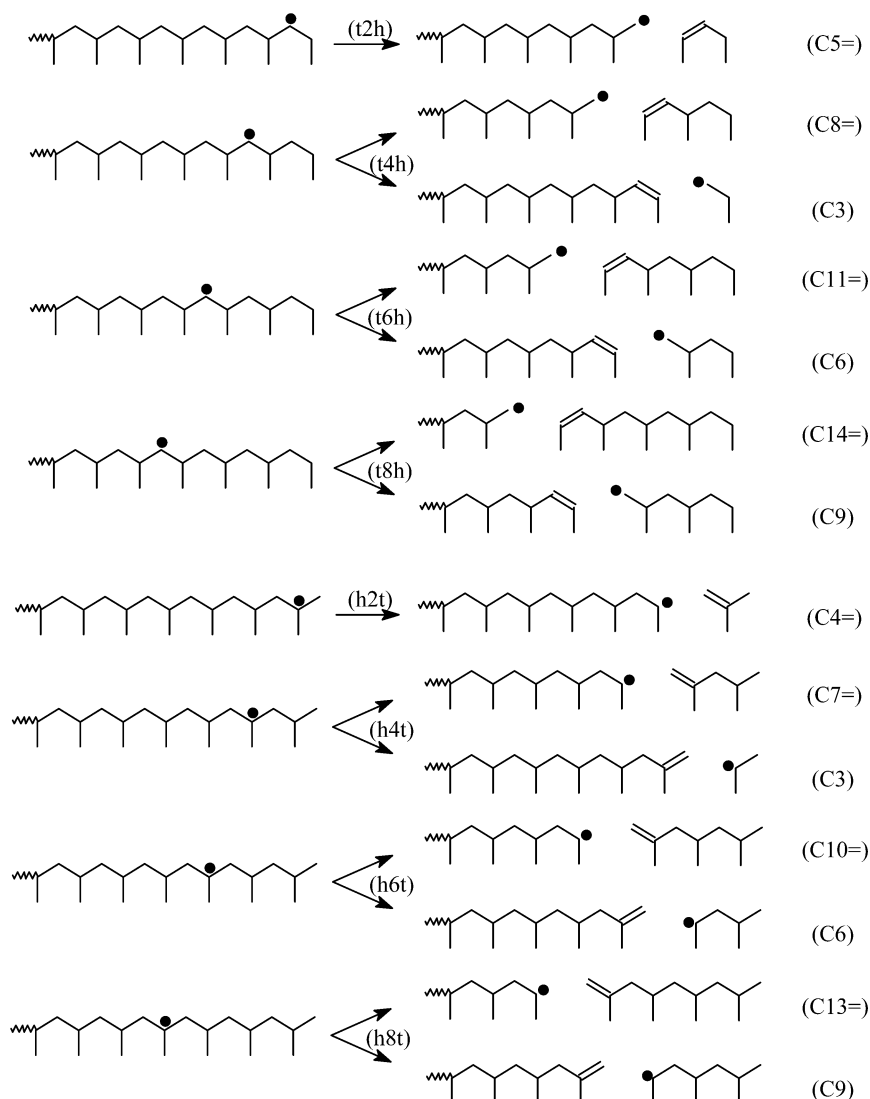 (t2h)
(C5=)
(C8=)
(t4h)
(C3)
(C11=)
(t6h)
(C6)
(C14=)
(t8h)
(C9)
(h2t)
(C4=)
(C7=)
(h4t)
(C3)
(C10=)
(h6t)
(C6)
(C13=)
(h8t)
(C9)